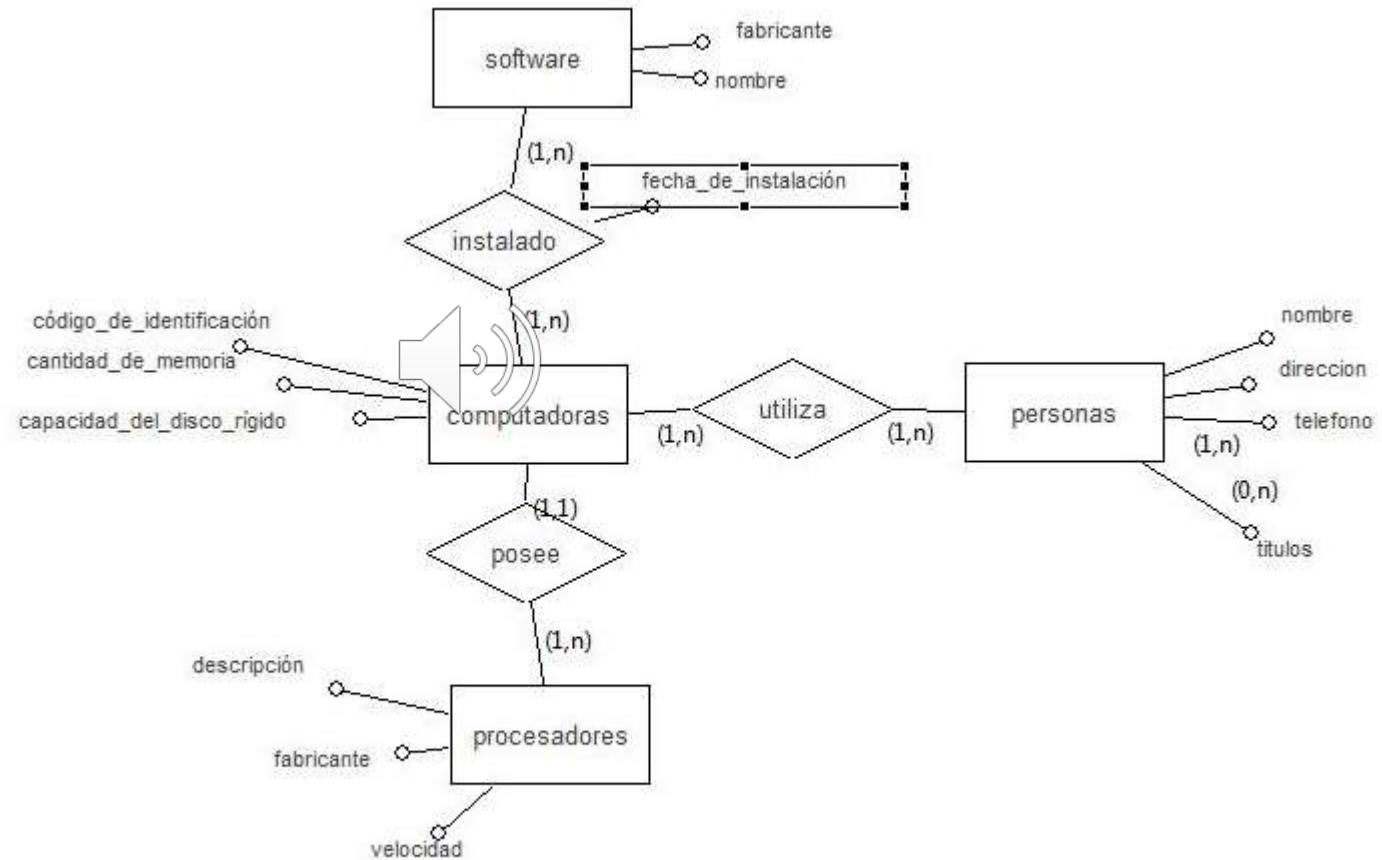 fabricante
software
nombre
(1,n)
fecha_de_instalación
instalado
(1,n)
código_de_identificación
cantidad_de_memoria
capacidad_del_disco_rígido
computadoras
(1,n)
utiliza
(1,n)
personas
nombre
direccion
telefono
(1,n)
(0,n)
titulos
(1,1)
posee
(1,n)
descripción
procesadores
fabricante
velocidad